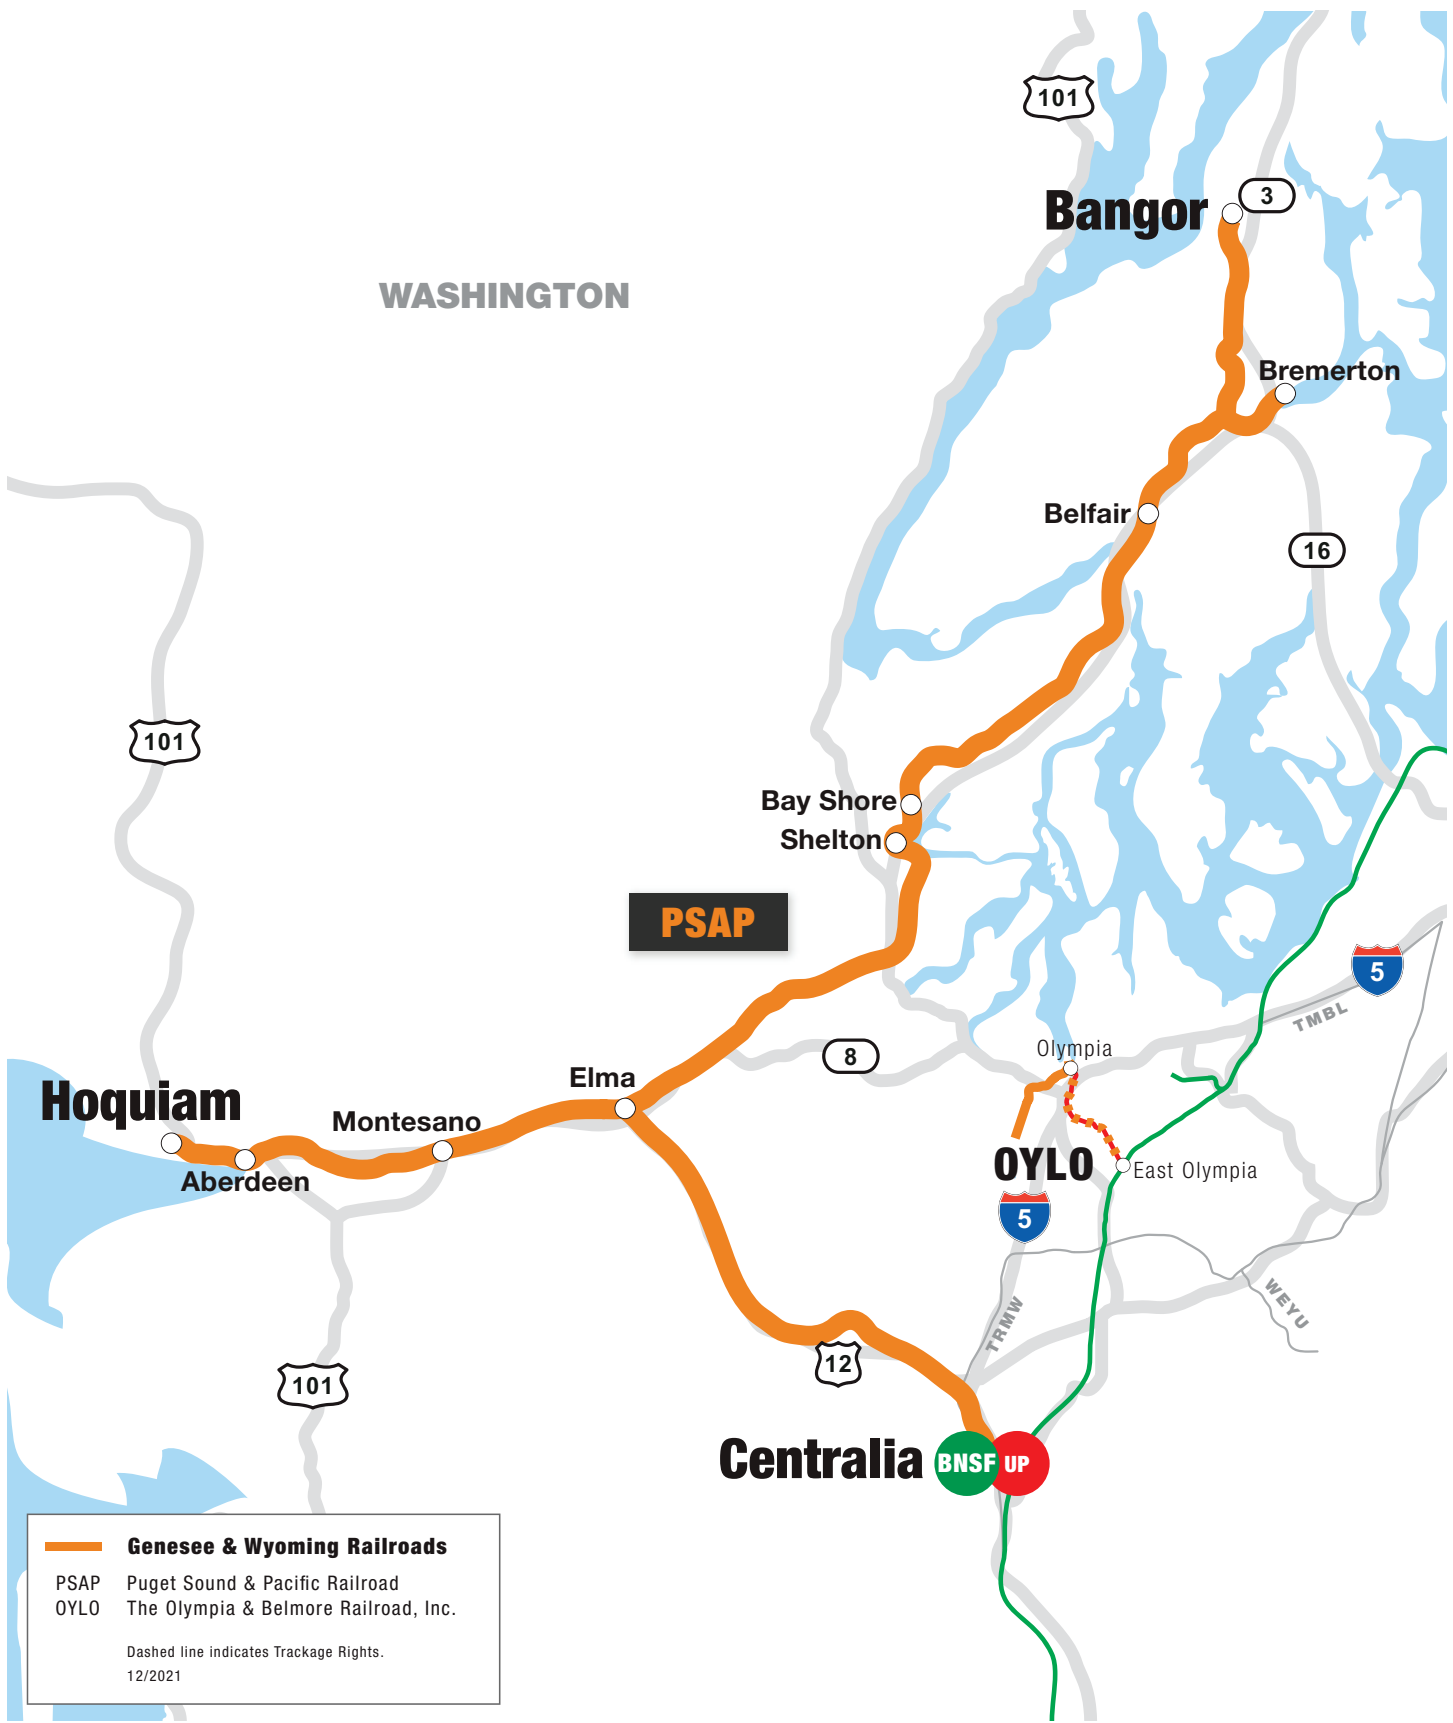 101
3
Bangor
WASHINGTON
Bremerton
Belfair
16
101
Bay Shore
Shelton
PSAP
5
TMBL
Olympia
8
Elma
Hoquiam
Montesano
OYLO
East Olympia
Aberdeen
5
WEYU
TRMW
12
101
Centralia
BNSF UP
Genesee & Wyoming Railroads
PSAP Puget Sound & Pacific Railroad
OYLO The Olympia & Belmore Railroad, Inc.
Dashed line indicates Trackage Rights.
12/2021